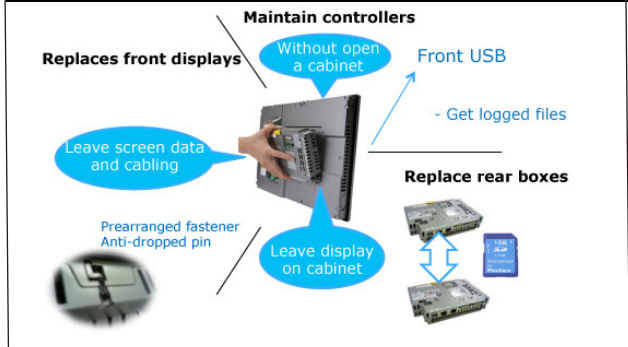 Maintain controllers
Replaces front displays
Without open
a cabinet
Front USB
- Get logged files
Leave screen data
and cabling
Replace rear boxes
Prearranged fastener
Anti-dropped pin
Leave display
on cabinet
1GB